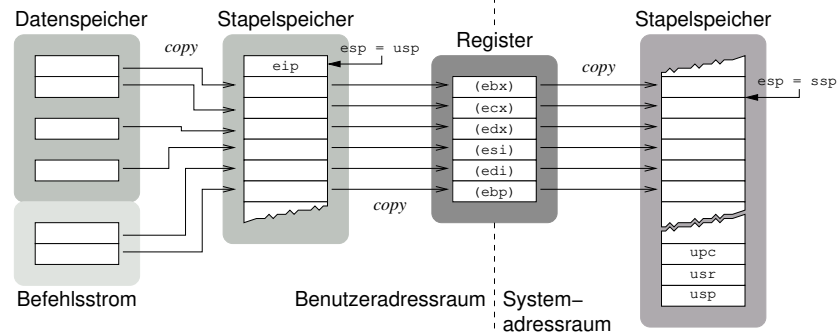 Datenspeicher
Stapelspeicher
Register
Stapelspeicher
copy
esp = usp
copy
esp = ssp
eip
(ebx)
(ecx)
(edx)
(esi)
(edi)
(ebp)
copy
upc
usr
usp
Befehlsstrom
Benutzeradressraum
System−
adressraum